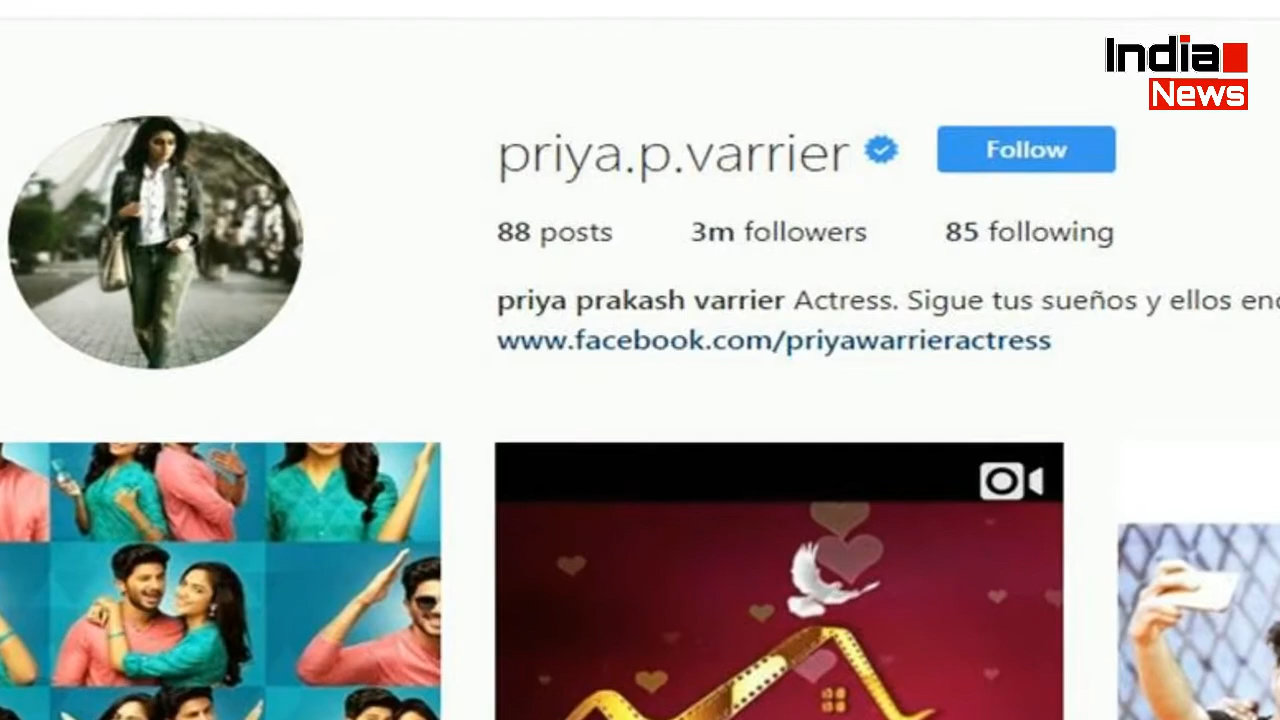 India
News
priya.p.varrier Follow
88 posts 3m followers 85 following
priya prakash varrier Actress. Sigue tus sueños y ellos
www.facebook.com/priyawarrieractress